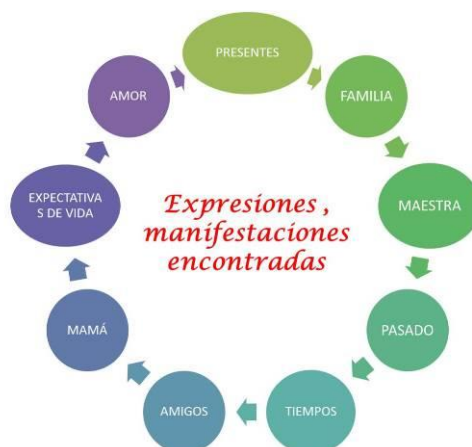 PRESENTES
FAMILIA
MAESTRA
PASADO
TIEMPOS
AMIGOS
MAMÁ
EXPECTATIVA
S DE VIDA
AMOR
Expresiones ,
manifestaciones
encontradas